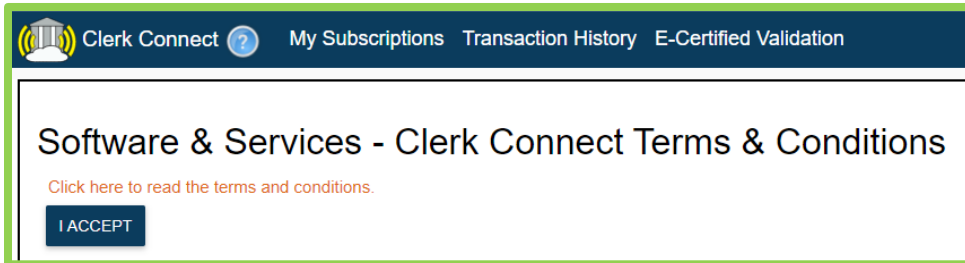 Clerk Connect ? My Subscriptions Transaction History E-Certified Validation
Software & Services - Clerk Connect Terms & Conditions
Click here to read the terms and conditions.
I ACCEPT